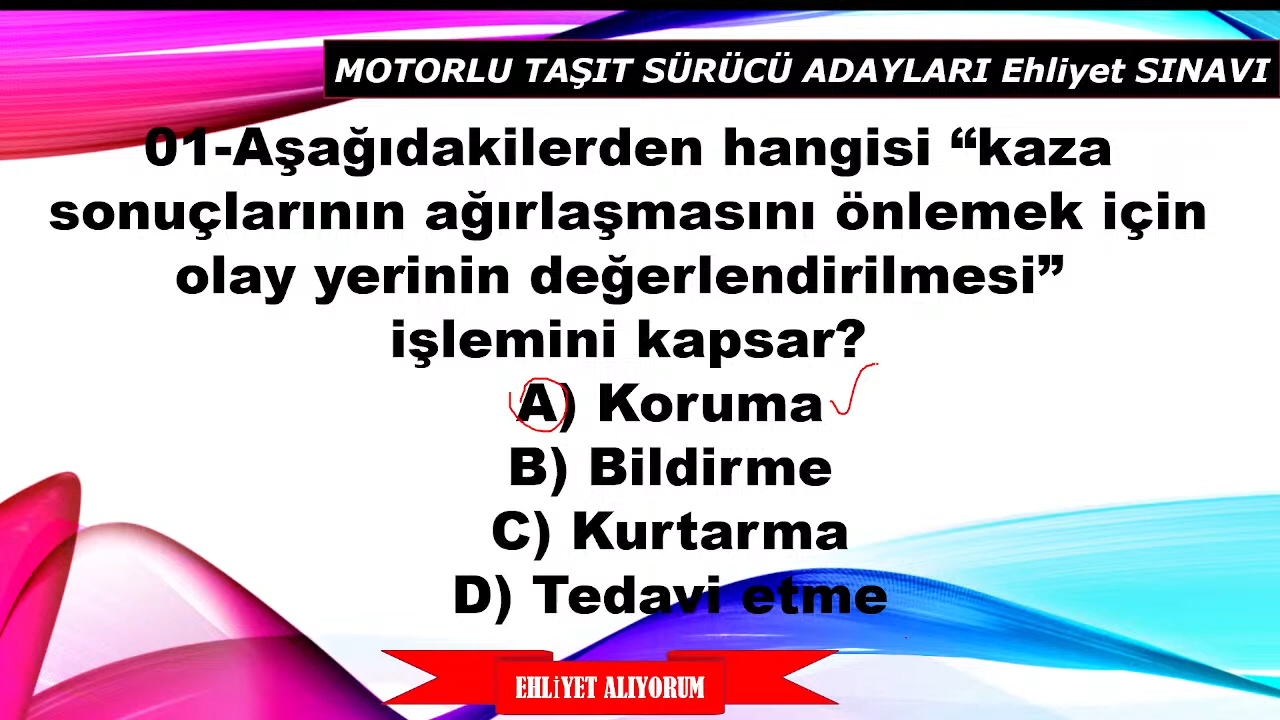 MOTORLU TAŞIT SÜRÜCÜ ADAYLARI Ehliyet SINAVI
01-Aşağıdakilerden hangisi “kaza
sonuçlarının ağırlaşmasını önlemek için
olay yerinin değerlendirilmesi”
işlemini kapsar?
A) Koruma
B) Bildirme
C) Kurtarma
D) Tedavi etme
EHLİYET ALIYORUM